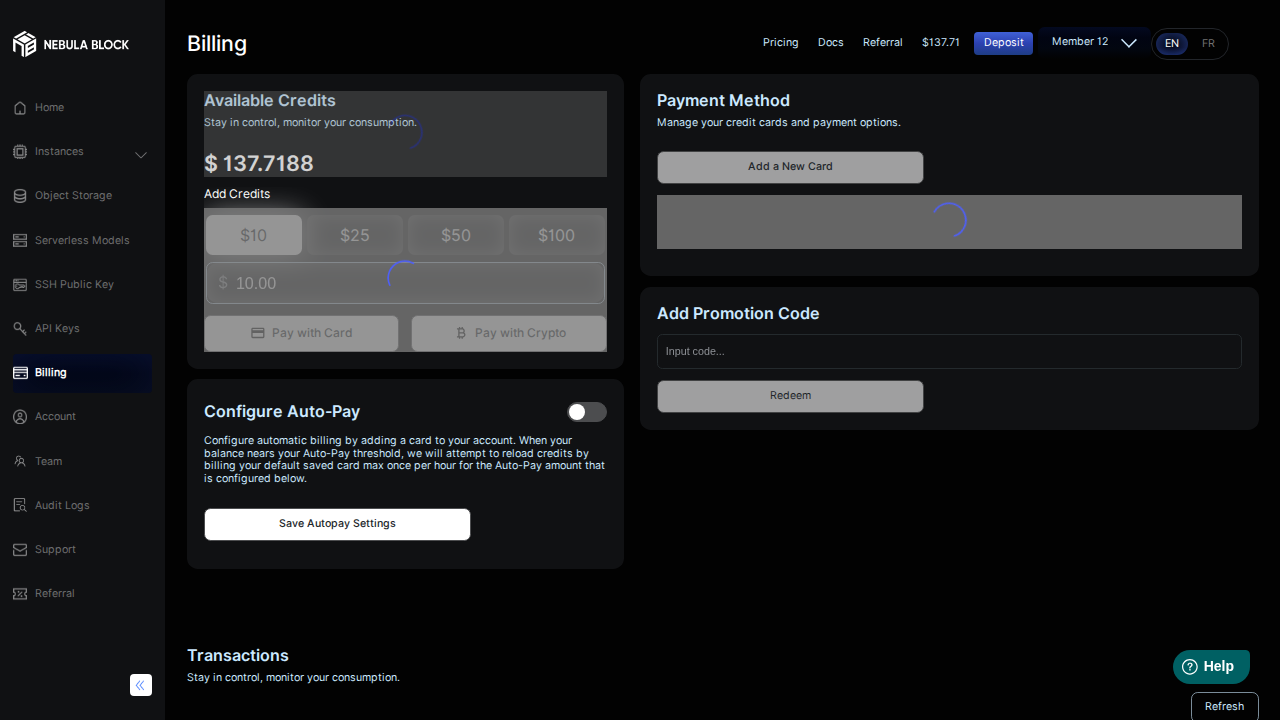 NEBULA BLOCK
Home
Instances
Object Storage
Serverless Models
SSH Public Key
API Keys
Billing
Account
Team
Audit Logs
Support
Referral
Billing
Pricing Docs Referral $137.71 Deposit Member 12 EN FR
Available Credits
Stay in control, monitor your consumption.
$ 137.7188
Add Credits
$10 $25 $50 $100
$ 10.00
Pay with Card Pay with Crypto
Configure Auto-Pay
Configure automatic billing by adding a card to your account. When your
balance nears your Auto-Pay threshold, we will attempt to reload credits by
billing your default saved card max once per hour for the Auto-Pay amount that
is configured below.
Save Autopay Settings
Payment Method
Manage your credit cards and payment options.
Add a New Card
Add Promotion Code
Input code...
Redeem
Transactions
Stay in control, monitor your consumption.
Help
Refresh